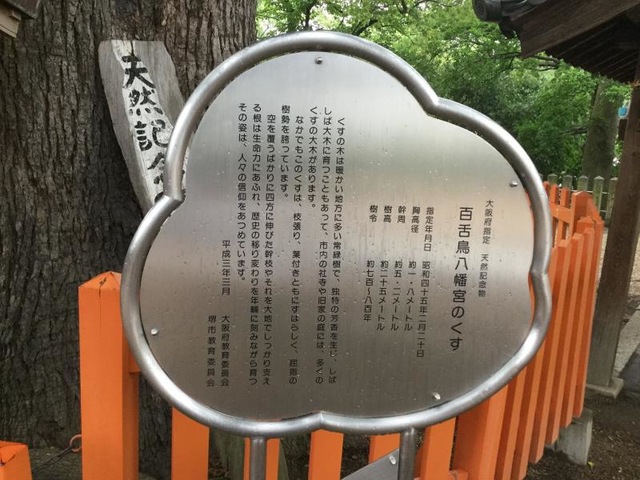 大阪府指定 天然記念物
百舌鳥八幡宮のくす
指定年月日 昭和四十五年二月二十日
胸高径 約一・八メートル
幹周 約五・二メートル
樹高 約二十五メートル
樹令 約七百~八百年
くすの木は暖かい地方に多い常緑樹で、独特の芳香を生じ、しば
しば大木に育つこともあって、市内の社寺や旧家の庭には、多くの
くすの大木があります。
なかでもこのくすは、枝張り、葉付きともにすばらしく、屈指の
樹勢を誇っています。
空を覆うばかりに四方に伸びた幹枝やそれを大地でしっかり支え
る根は生命力にあふれ、歴史の移り変わりを年輪に刻みながら育つ
その姿は、人々の信仰をあつめています。
平成三年三月
大阪府教育委員会
堺市教育委員会
天然記念